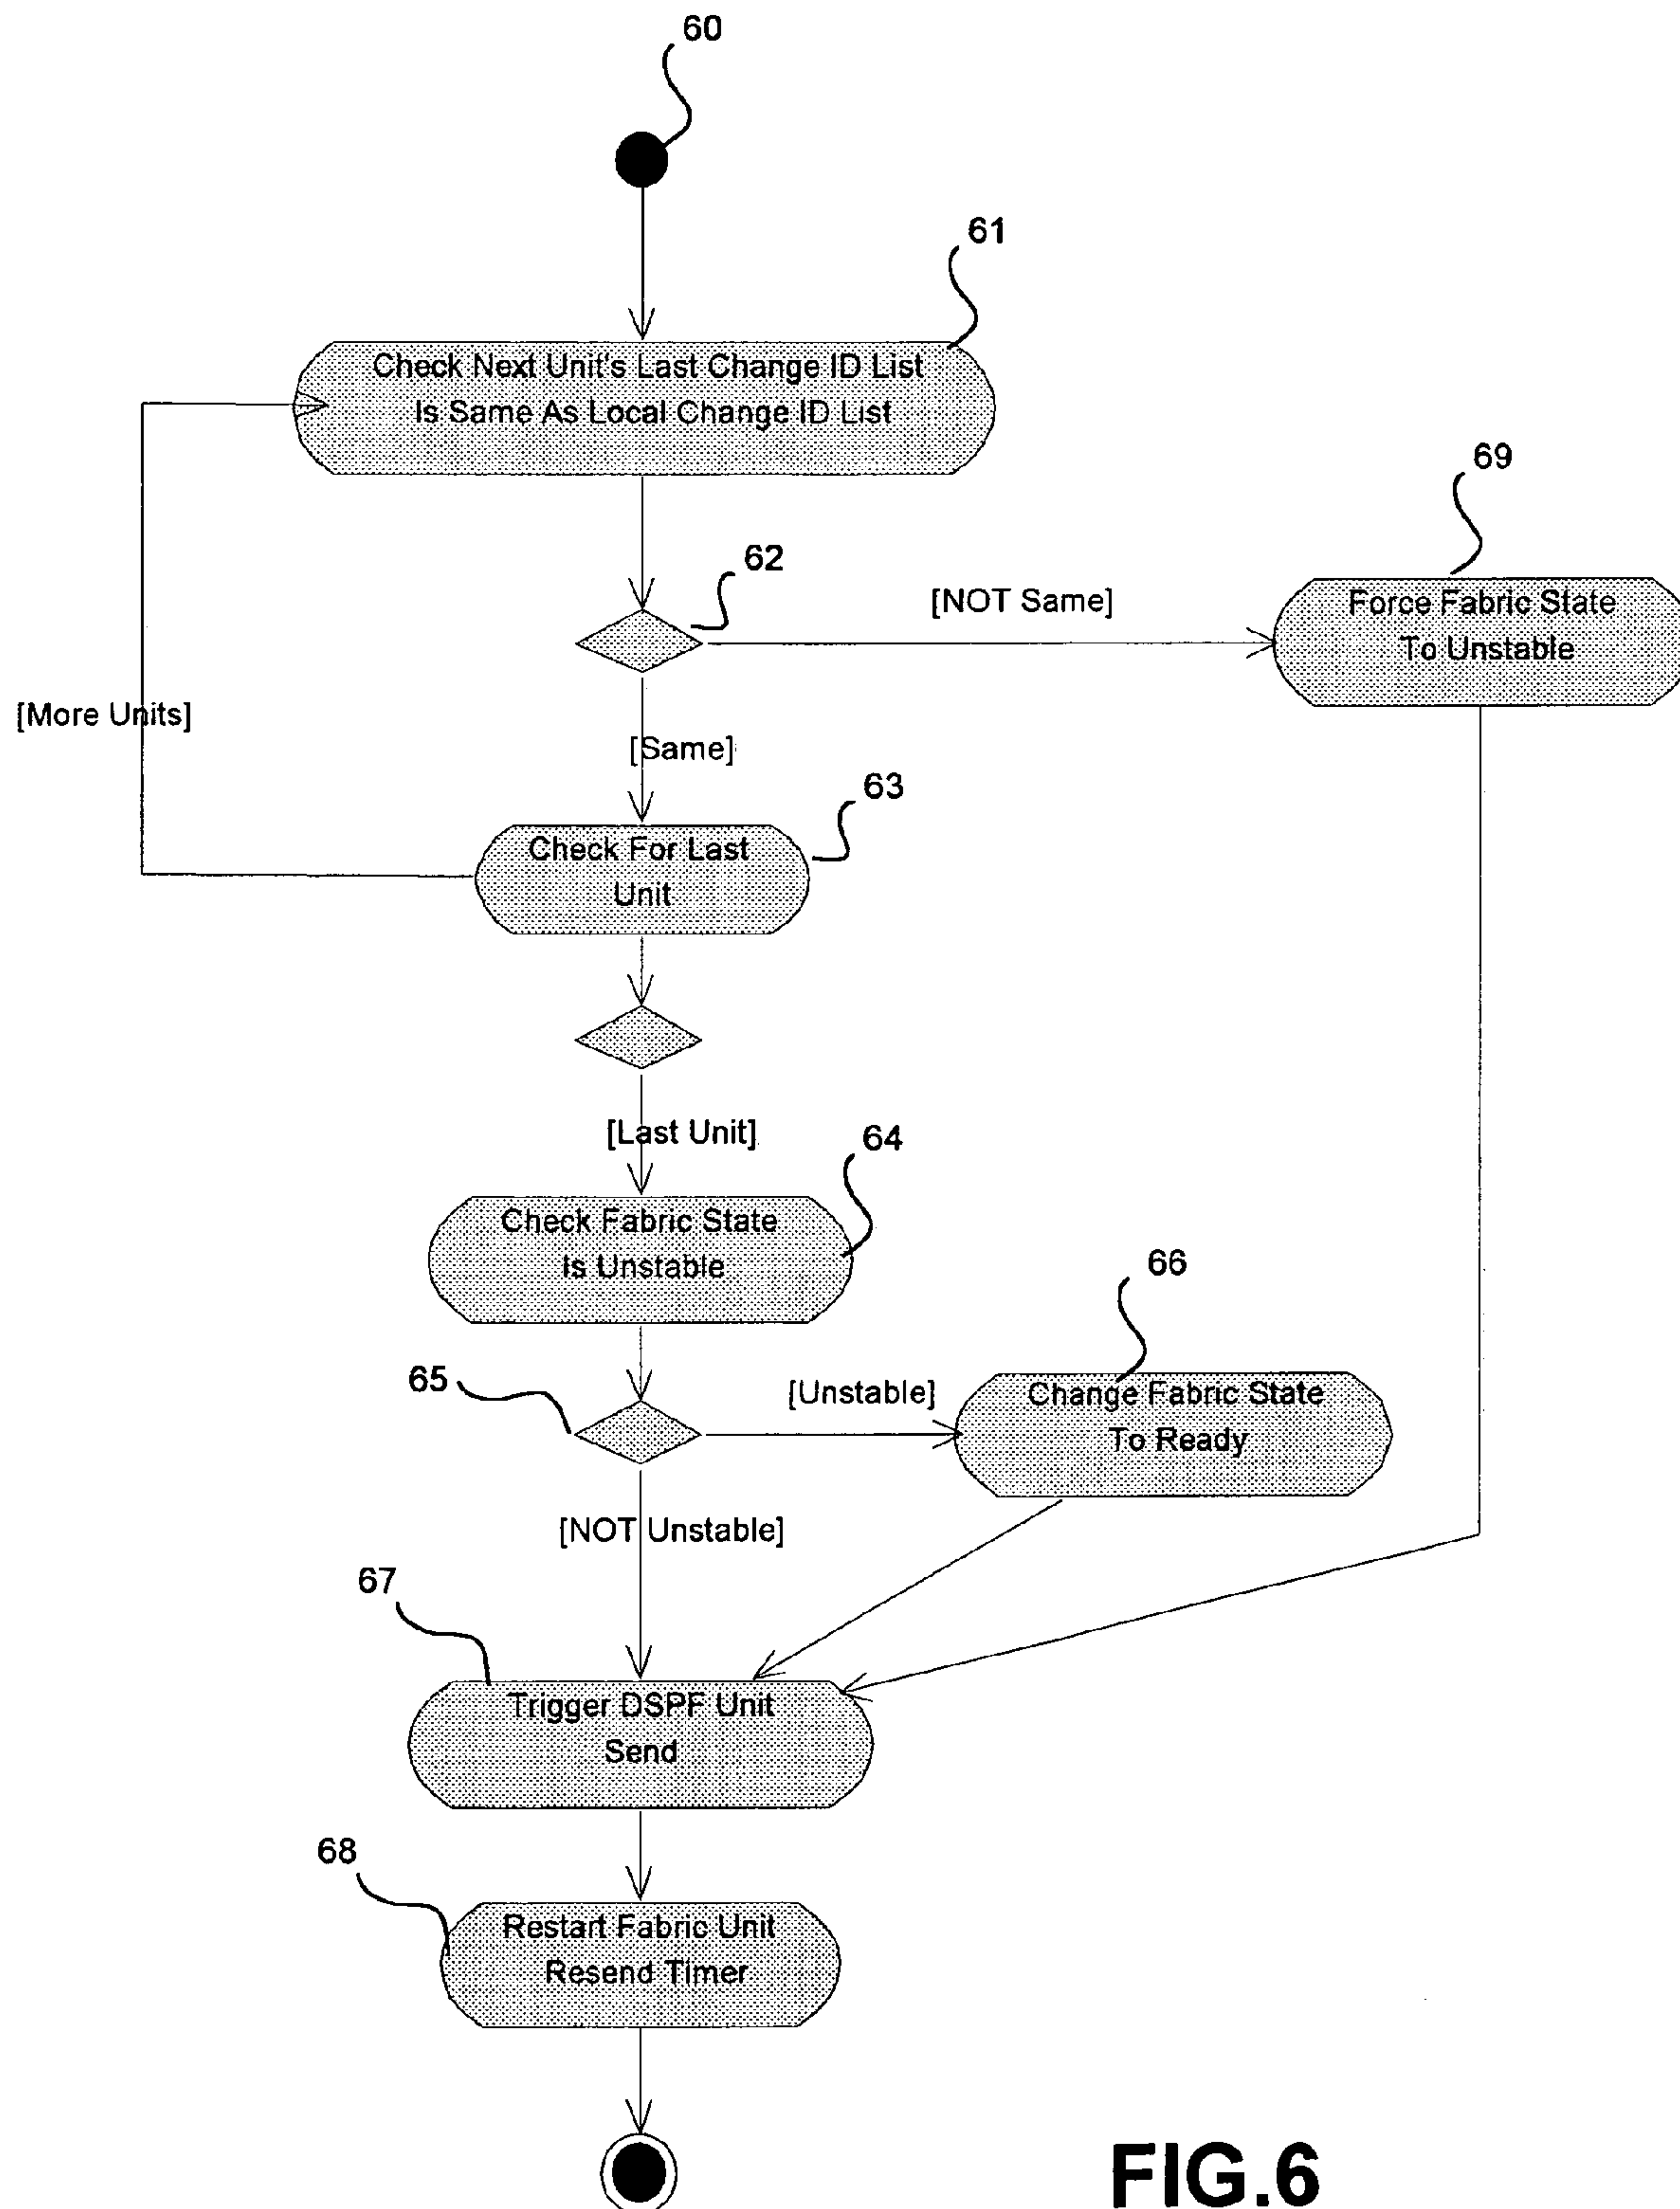 60
61
Check Next Unit's Last Change ID List
Is Same As Local Change ID List
69
62
[NOT Same]
Force Fabric State
To Unstable
[More Units]
[Same]
63
Check For Last
Unit
[Last Unit]
64
Check Fabric State
is Unstable
66
65
[Unstable]
Change Fabric State
To Ready
[NOT Unstable]
67
Trigger DSPF Unit
Send
68
Restart Fabric Unit
Resend Timer
FIG.6